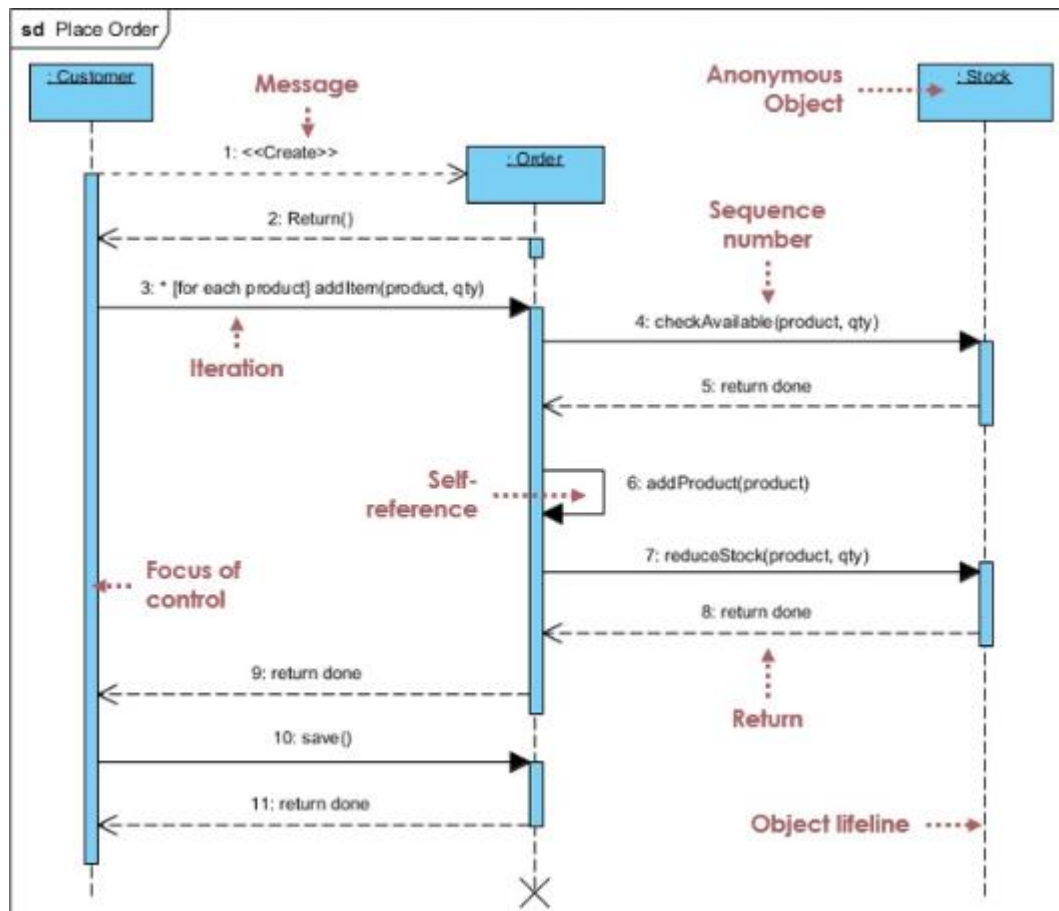 sd Place Order
: Customer
Message
Anonymous
Object
: Stock
1: <<Create>>
: Order
2: Return()
Sequence
number
3: * [for each product] addItem(product, qty)
4: checkAvailable(product, qty)
Iteration
5: return done
Self-
reference
6: addProduct(product)
7: reduceStock(product, qty)
Focus of
control
8: return done
9: return done
Return
10: save()
11: return done
Object lifeline